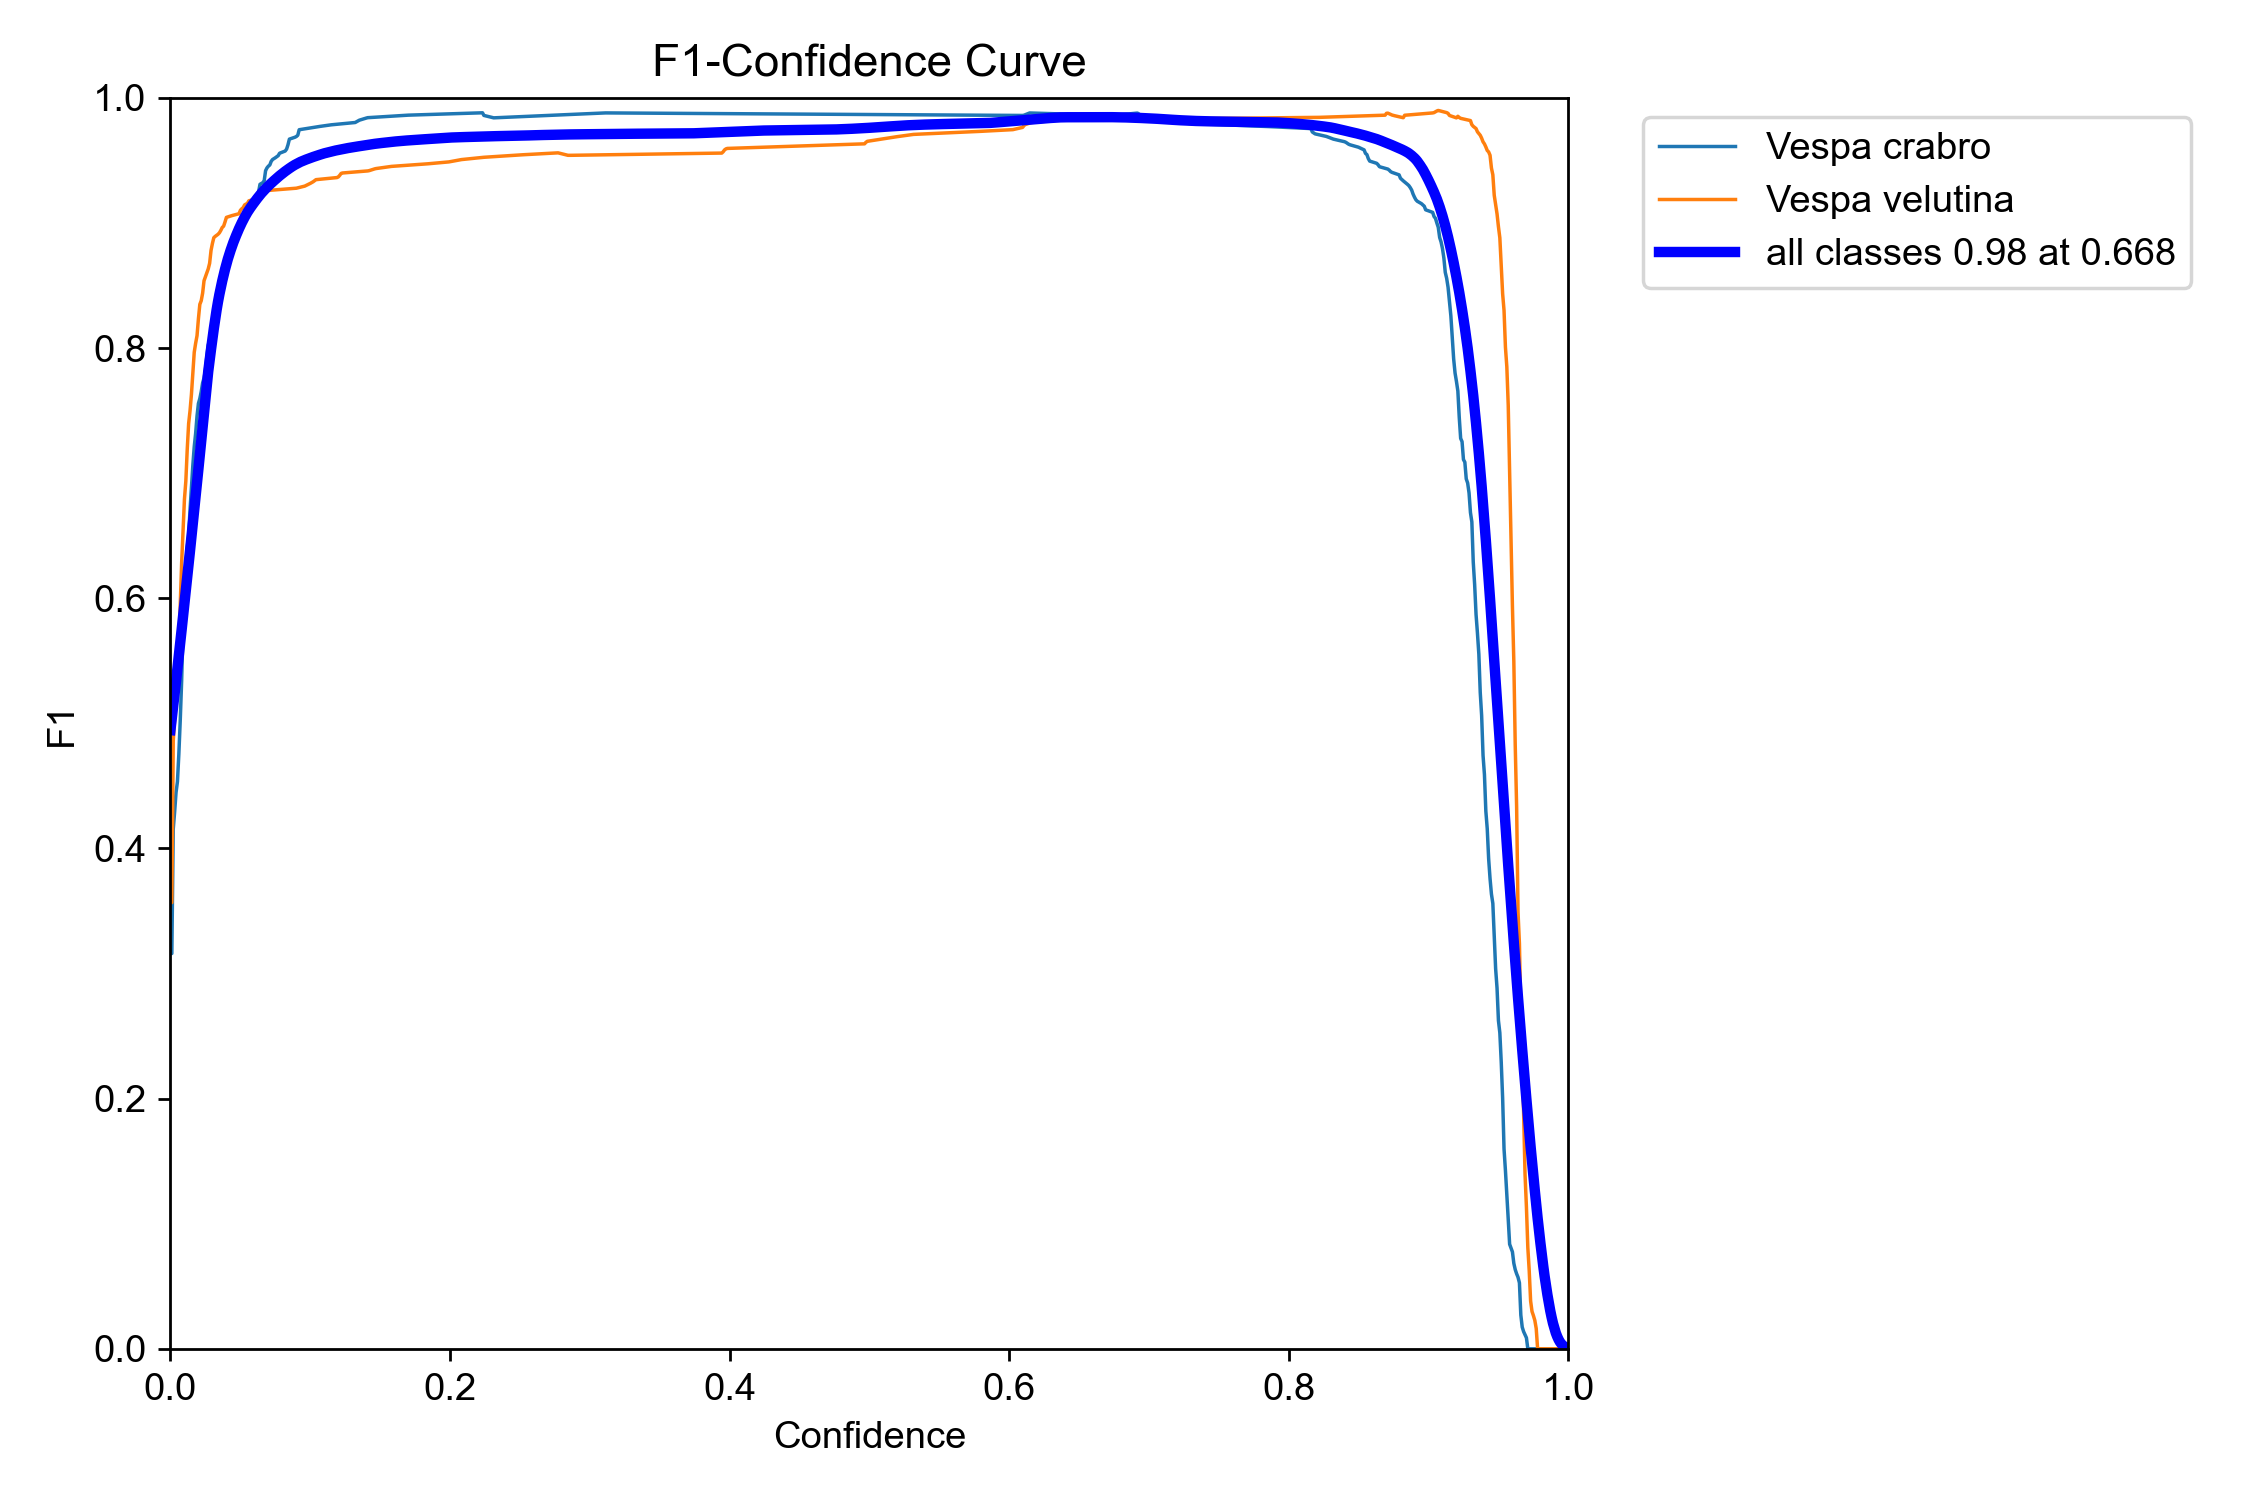 F1-Confidence Curve
Vespa crabro
Vespa velutina
all classes 0.98 at 0.668
1.0
0.8
0.6
0.4
0.2
0.0
F1
0.0 0.2 0.4 0.6 0.8 1.0
Confidence